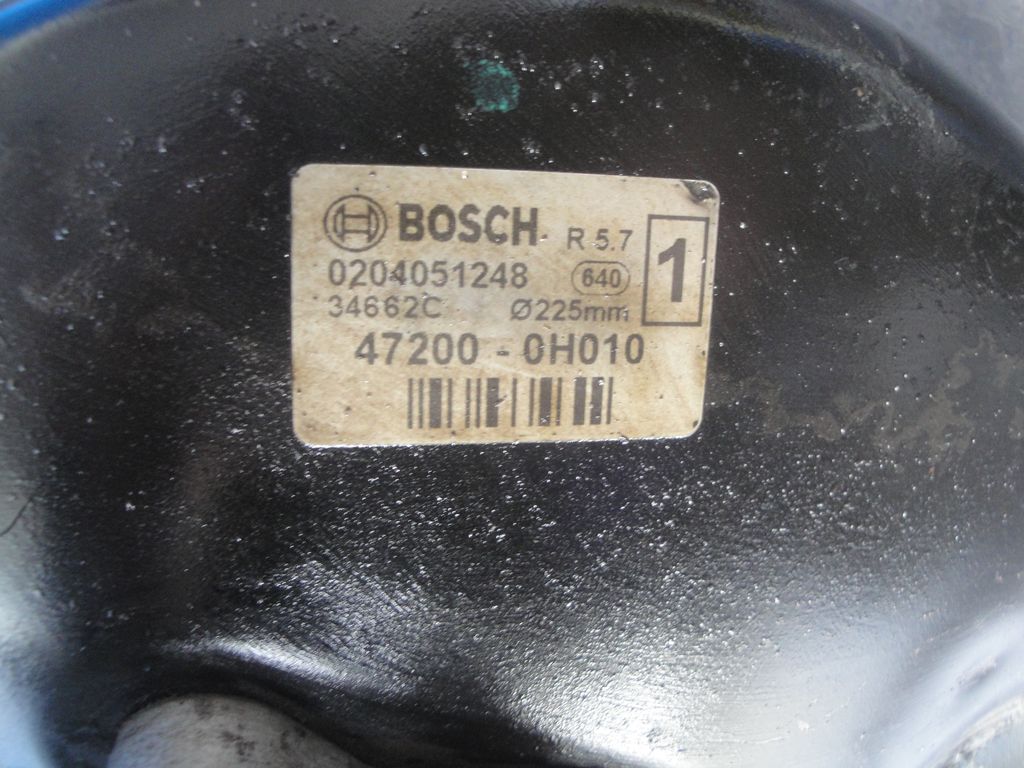 BOSCH R 5.7
1
0204051248 640
34662C Ø225mm
47200 - 0H010